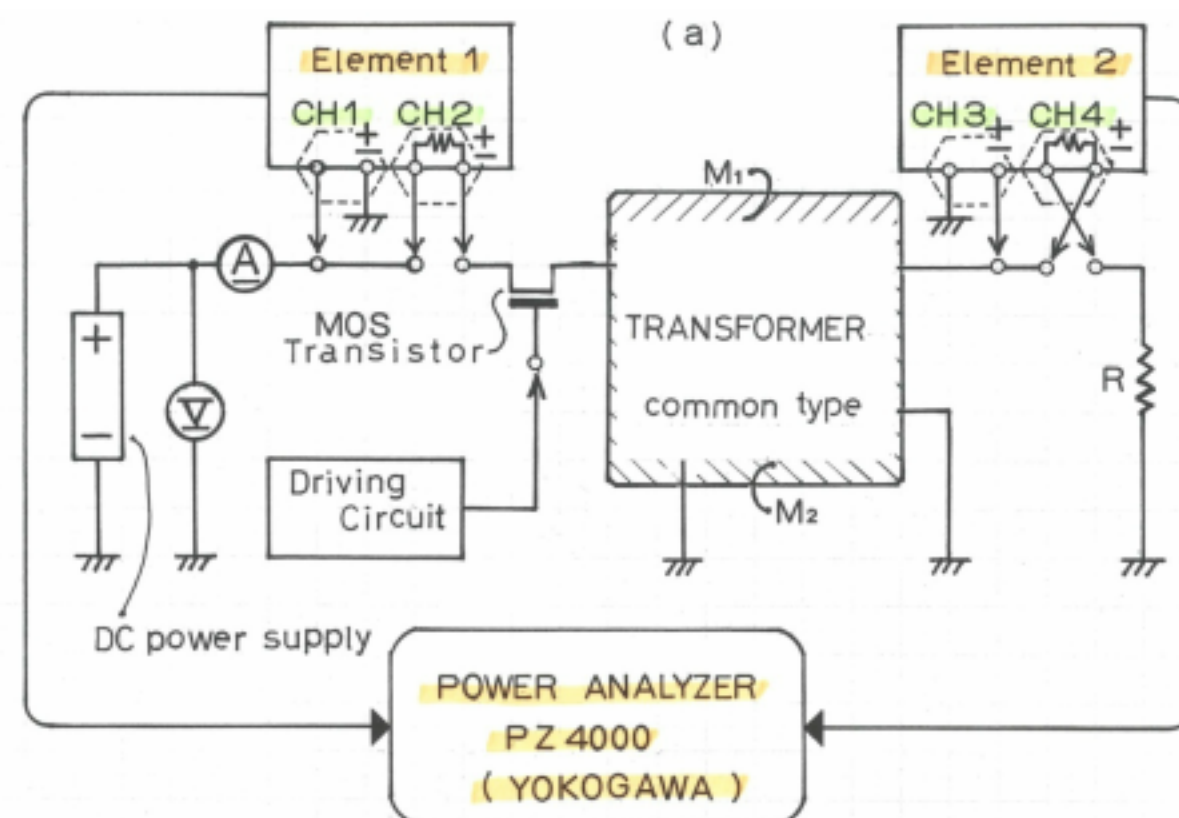 (a)
Element 1
CH1 CH2
±
±
Element 2
CH3 CH4
±
±
M₁
A
+
−
V
MOS
Transistor
TRANSFORMER
common type
R
Driving
Circuit
M₂
DC power supply
POWER ANALYZER
PZ4000
(YOKOGAWA)